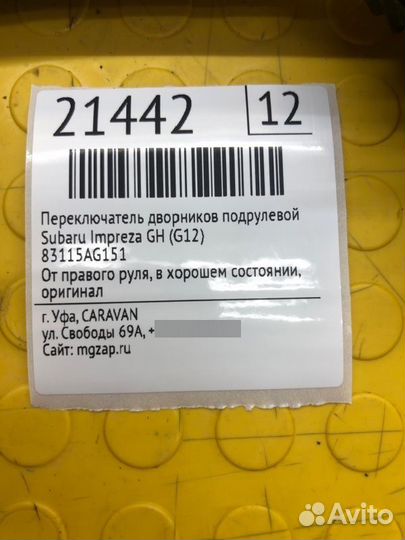 21442 12
Переключатель дворников подрулевой
Subaru Impreza GH (G12)
83115AG151
От правого руля, в хорошем состоянии,
оригинал
г. Уфа, CARAVAN
ул. Свободы 69А, +
Сайт: mgzap.ru
Avito